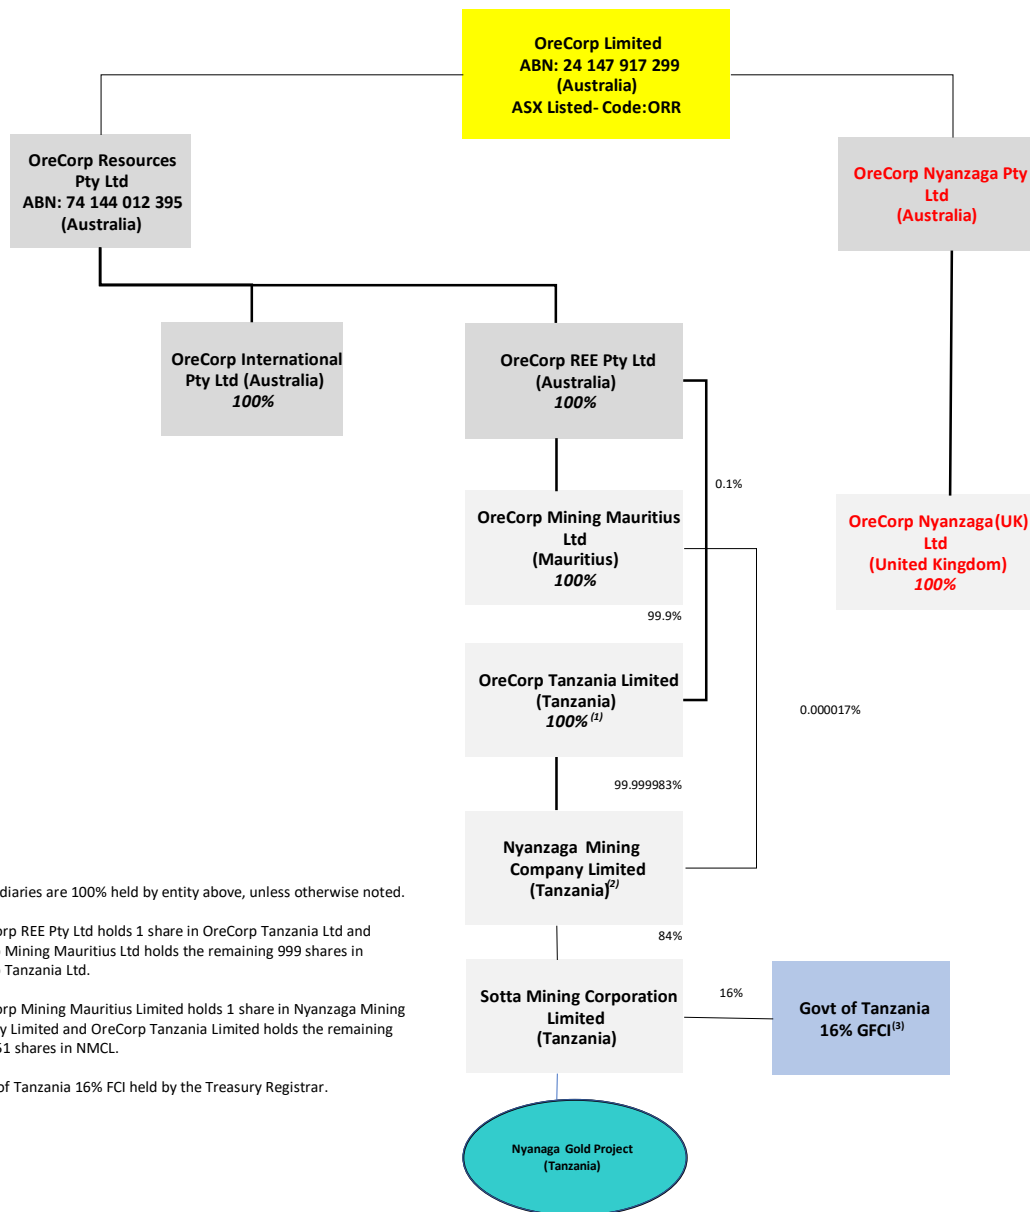 OreCorp Limited
ABN: 24 147 917 299
(Australia)
ASX Listed- Code:ORR
OreCorp Resources
Pty Ltd
ABN: 74 144 012 395
(Australia)
OreCorp Nyanzaga Pty
Ltd
(Australia)
OreCorp International
Pty Ltd (Australia)
100%
OreCorp REE Pty Ltd
(Australia)
100%
0.1%
OreCorp Mining Mauritius
Ltd
(Mauritius)
100%
OreCorp Nyanzaga (UK)
Ltd
(United Kingdom)
100%
99.9%
OreCorp Tanzania Limited
(Tanzania)
100% (1)
0.000017%
99.999983%
Nyanzaga Mining
Company Limited
(Tanzania)(2)
diaries are 100% held by entity above, unless otherwise noted.
orp REE Pty Ltd holds 1 share in OreCorp Tanzania Ltd and
Mining Mauritius Ltd holds the remaining 999 shares in
Tanzania Ltd.
orp Mining Mauritius Limited holds 1 share in Nyanzaga Mining
y Limited and OreCorp Tanzania Limited holds the remaining
51 shares in NMCL.
of Tanzania 16% FCI held by the Treasury Registrar.
84%
Sotta Mining Corporation
Limited
(Tanzania)
16%
Govt of Tanzania
16% GFCI(3)
Nyanaga Gold Project
(Tanzania)